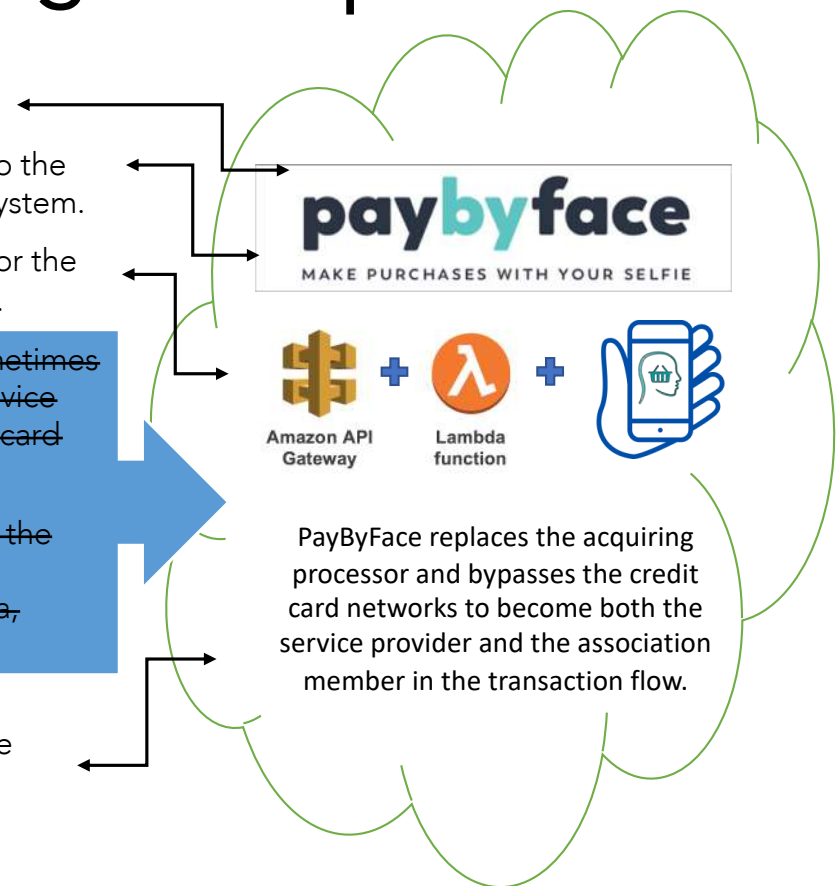 o the
ystem.
or the
netimes
vice
card
the
a,
e
paybyface
MAKE PURCHASES WITH YOUR SELFIE
Amazon API
Gateway
Lambda
function
λ
PayByFace replaces the acquiring
processor and bypasses the credit
card networks to become both the
service provider and the association
member in the transaction flow.